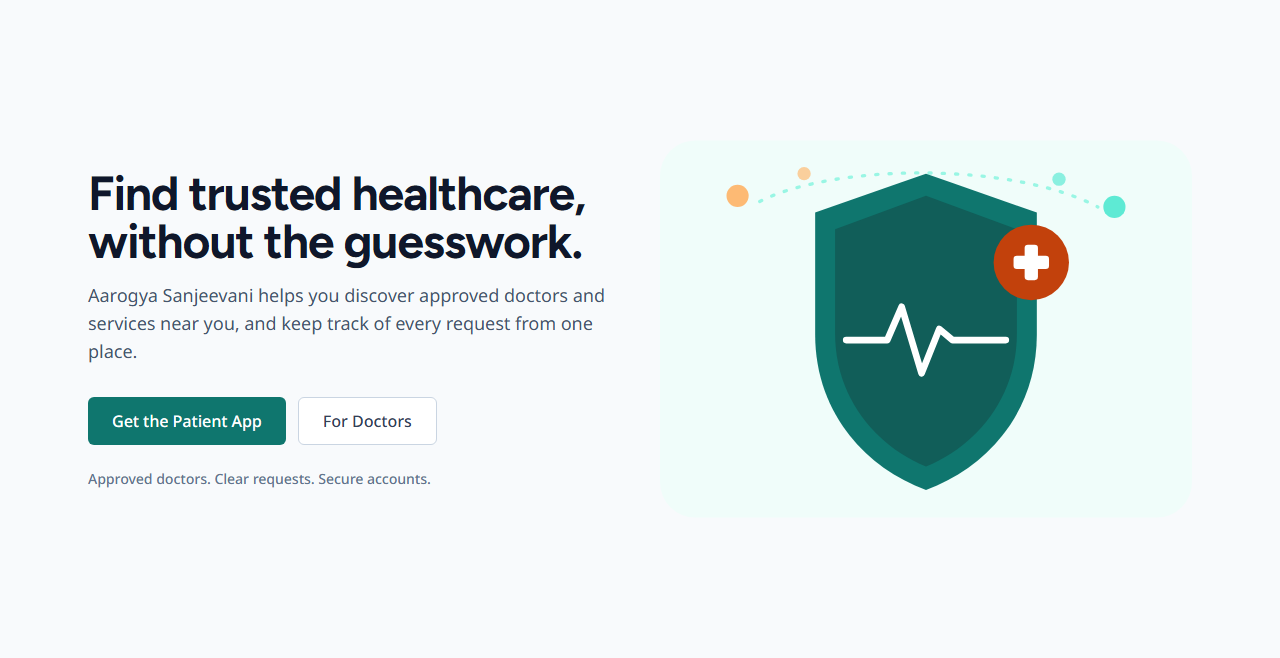 Find trusted healthcare,
without the guesswork.
Aarogya Sanjeevani helps you discover approved doctors and
services near you, and keep track of every request from one
place.
Get the Patient App
For Doctors
Approved doctors. Clear requests. Secure accounts.